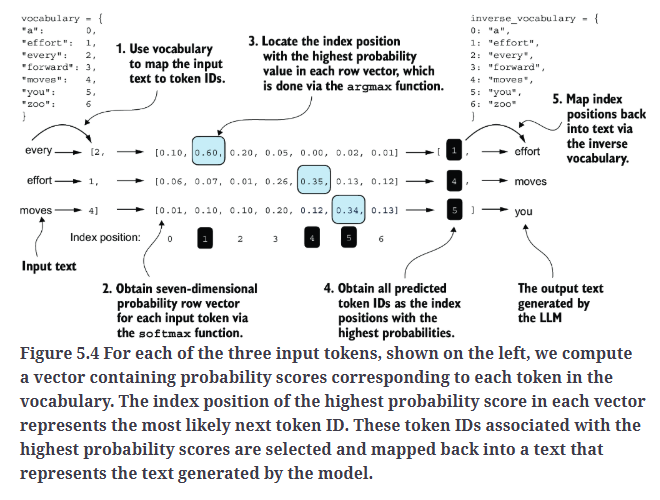 vocabulary = {
"a": 0,
"effort": 1,
"every": 2,
"forward": 3,
"moves": 4,
"you": 5,
"zoo": 6
}
1. Use vocabulary
to map the input
text to token IDs.
3. Locate the index position
with the highest probability
value in each row vector, which
is done via the argmax function.
inverse_vocabulary = {
0: "a",
1: "effort",
2: "every",
3: "forward",
4: "moves",
5: "you",
6: "zoo"
}
5. Map index
positions back
into text via
the inverse
vocabulary.
every [2, [0.10, 0.60, 0.20, 0.05, 0.00, 0.02, 0.01] [ 1 , effort
effort 1, [0.06, 0.07, 0.01, 0.26, 0.35, 0.13, 0.12] 4 , moves
moves 4] [0.01, 0.10, 0.10, 0.20, 0.12, 0.34, 0.13] 5 ] you
Index position: 0 1 2 3 4 5 6
Input text
2. Obtain seven-dimensional
probability row vector
for each input token via
the softmax function.
4. Obtain all predicted
token IDs as the index
positions with the
highest probabilities.
The output text
generated by
the LLM
Figure 5.4 For each of the three input tokens, shown on the left, we compute
a vector containing probability scores corresponding to each token in the
vocabulary. The index position of the highest probability score in each vector
represents the most likely next token ID. These token IDs associated with the
highest probability scores are selected and mapped back into a text that
represents the text generated by the model.